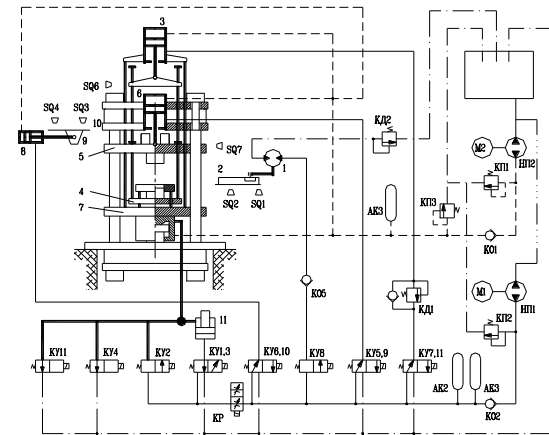 3
SQ6
6
SQ4
SQ3
10
КД2
8
9
5
SQ7
М2
НП2
2
1
КП1
4
SQ2
SQ1
АК3
КП3
7
КО1
КО5
М1
НП1
КД1
КП2
11
КУ11
КУ4
КУ2
КУ1,3
КУ6,10
КУ8
КУ5,9
КУ7,11
АК2
АК3
КР
КО2